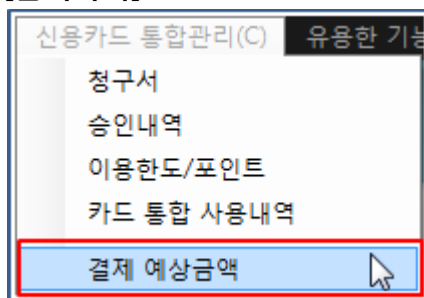 신용카드 통합관리(C) 유용한 기능
청구서
승인내역
이용한도/포인트
카드 통합 사용내역
결제 예상금액